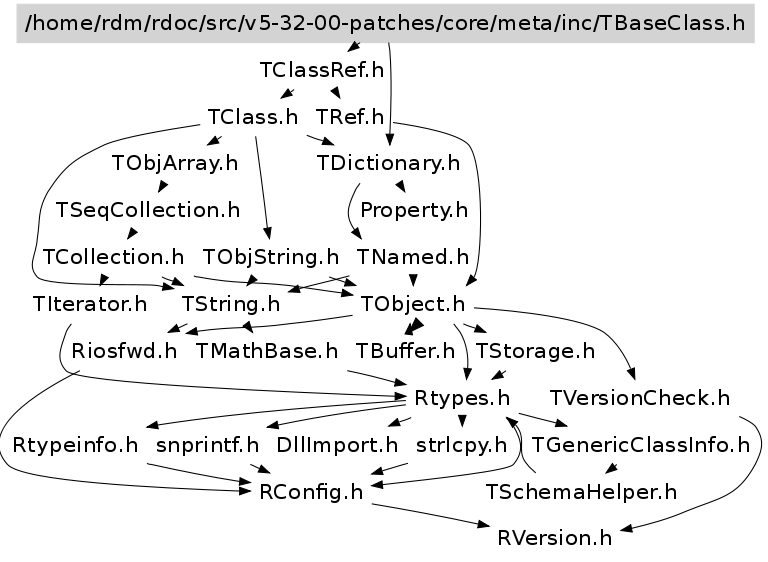 /home/rdm/rdoc/src/v5-32-00-patches/core/meta/inc/TBaseClass.h
TClassRef.h
TClass.h TRef.h
TObjArray.h TDictionary.h
TSeqCollection.h Property.h
TCollection.h TObjString.h TNamed.h
TIterator.h TString.h TObject.h
Riosfwd.h TMathBase.h TBuffer.h TStorage.h
Rtypes.h TVersionCheck.h
Rtypeinfo.h snprintf.h DllImport.h strlcpy.h TGenericClassInfo.h
RConfig.h TSchemaHelper.h
RVersion.h